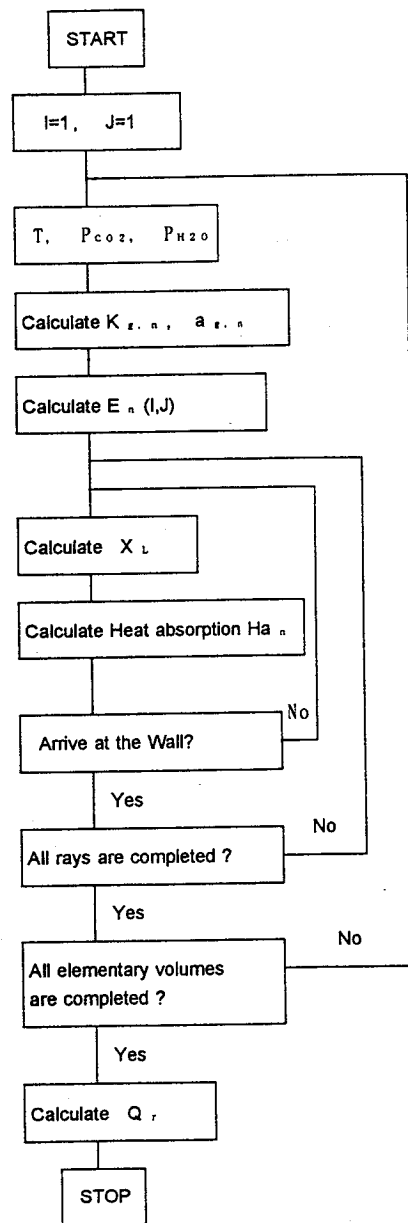 START
I=1, J=1
T, PCO2, PH2O
Calculate Kg,n, ag,n
Calculate En (I,J)
Calculate XL
Calculate Heat absorption Han
No
Arrive at the Wall?
Yes
No
All rays are completed ?
Yes
No
All elementary volumes
are completed ?
Yes
Calculate Qr
STOP